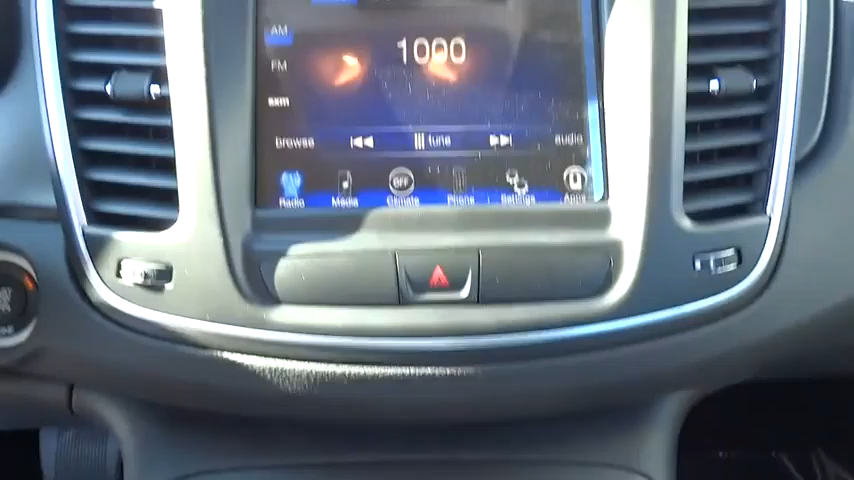 AM
1000
FM
sxm
browse
tune
audio
OFF
Radio
Media
Climate
Phone
Settings
Apps